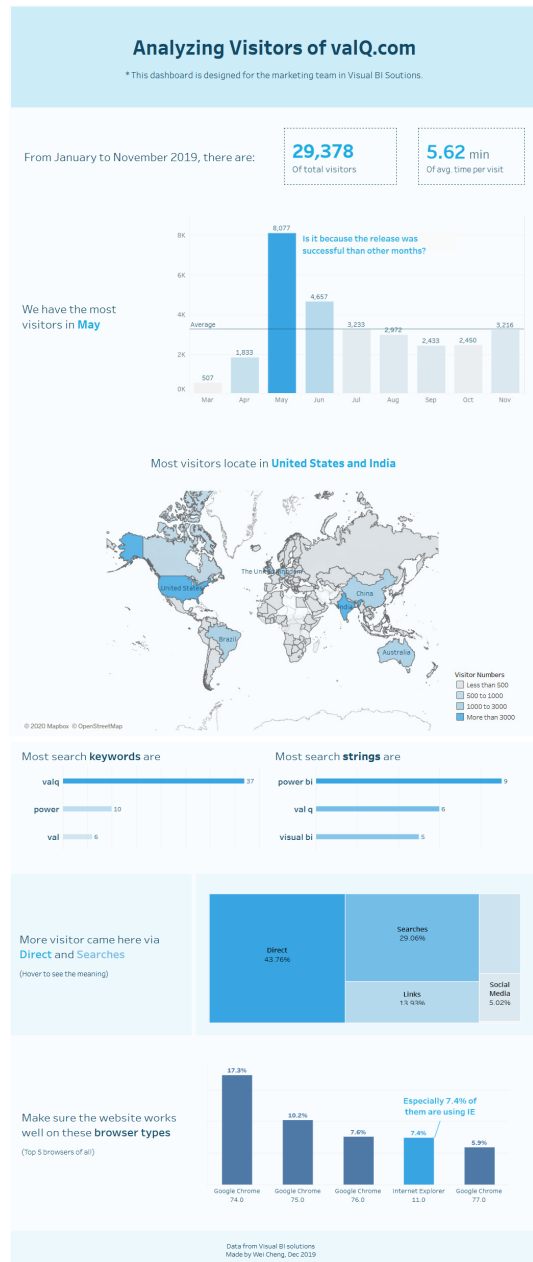 Analyzing Visitors of valQ.com
* This dashboard is designed for the marketing team in Visual BI Soutions.
From January to November 2019, there are:
29,378
Of total visitors
5.62 min
Of avg. time per visit
We have the most
visitors in May
Is it because the release was
successful than other months?
8K
6K
4K
2K
0K
Average
507
1,833
8,077
4,657
3,233
2,972
2,433
2,450
3,216
Mar
Apr
May
Jun
Jul
Aug
Sep
Oct
Nov
Most visitors locate in United States and India
United States
The United Kingdom
China
India
Brazil
Australia
Visitor Numbers
Less than 500
500 to 1000
1000 to 3000
More than 3000
© 2020 Mapbox © OpenStreetMap
Most search keywords are
valq 37
power 10
val 6
Most search strings are
power bi 9
val q 6
visual bi 5
More visitor came here via
Direct and Searches
(Hover to see the meaning)
Direct
43.76%
Searches
29.06%
Links
13.93%
Social
Media
5.02%
Make sure the website works
well on these browser types
(Top 5 browsers of all)
Especially 7.4% of
them are using IE
17.3%
10.2%
7.6%
7.4%
5.9%
Google Chrome
74.0
Google Chrome
75.0
Google Chrome
76.0
Internet Explorer
11.0
Google Chrome
77.0
Data from Visual BI solutions
Made by Wei Cheng, Dec 2019